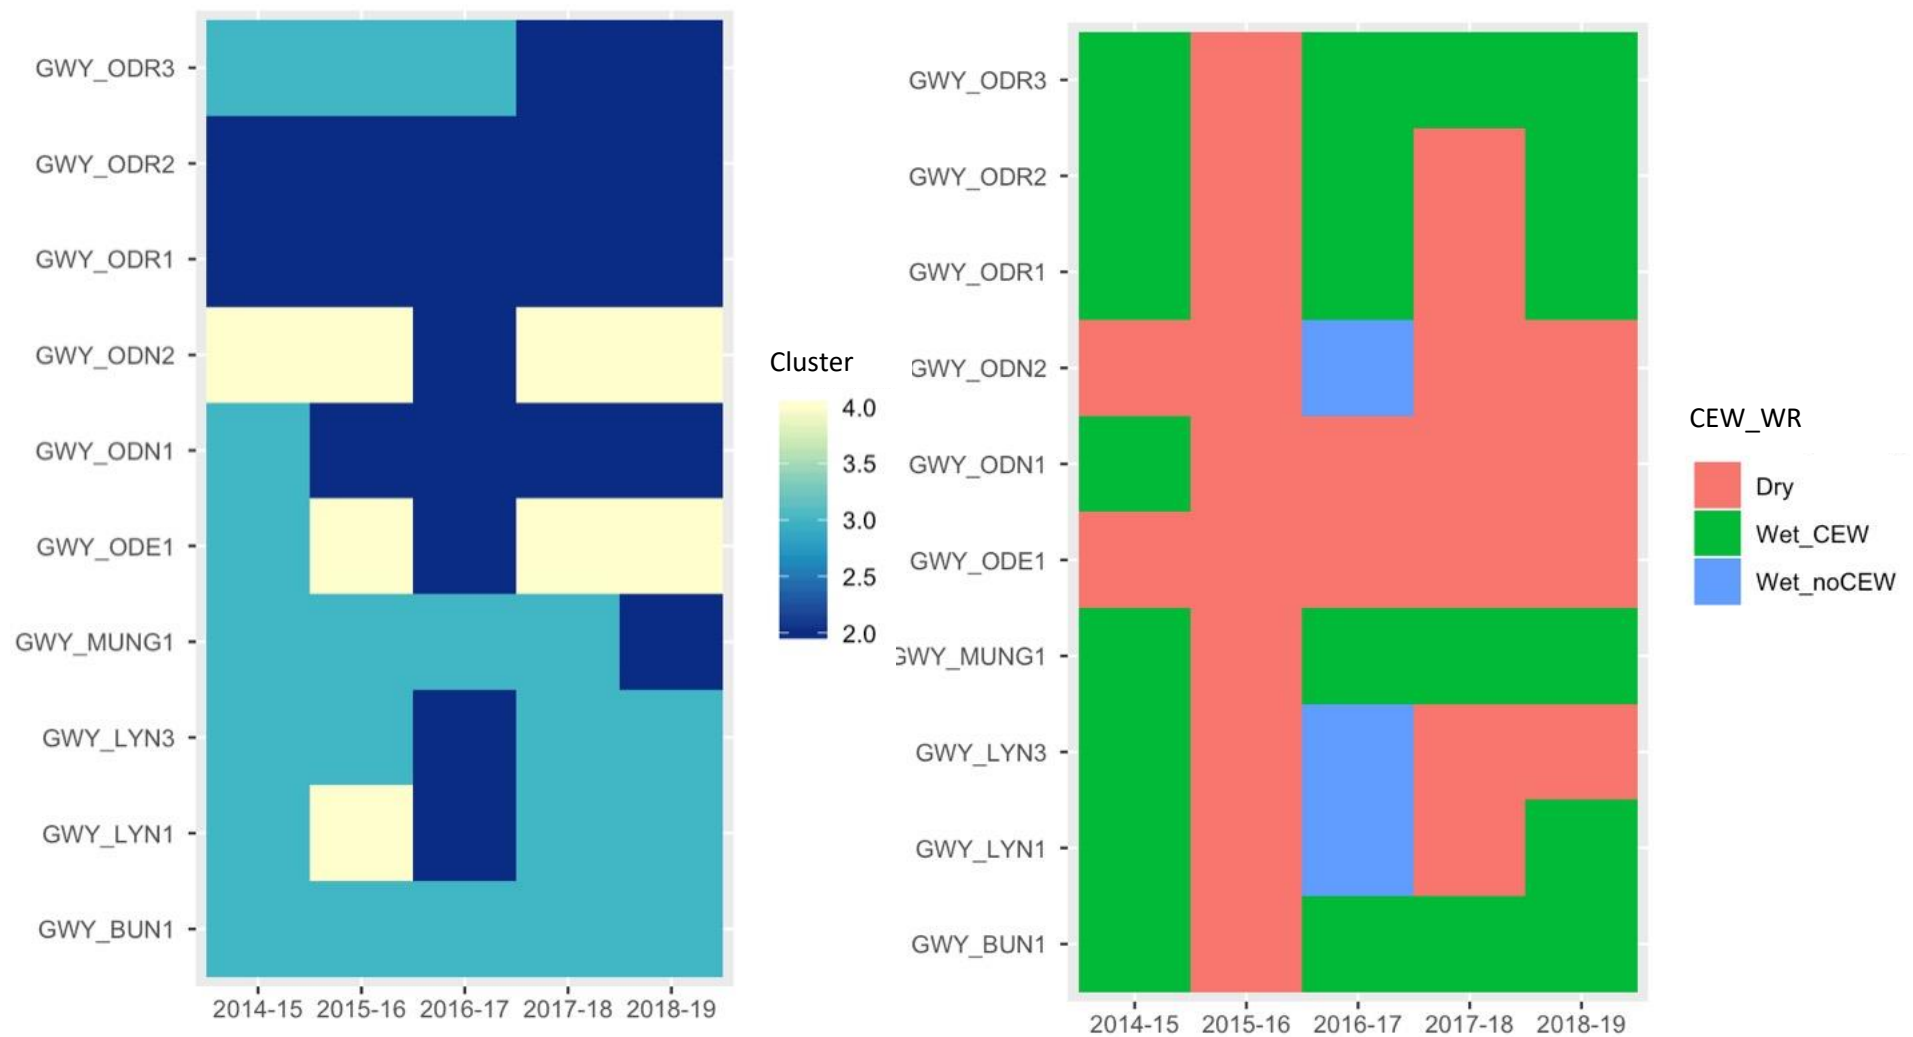 GWY_ODR3
GWY_ODR2
GWY_ODR1
GWY_ODN2
GWY_ODN1
GWY_ODE1
GWY_MUNG1
GWY_LYN3
GWY_LYN1
GWY_BUN1
2014-15 2015-16 2016-17 2017-18 2018-19
Cluster
4.0
3.5
3.0
2.5
2.0
GWY_ODR3
GWY_ODR2
GWY_ODR1
GWY_ODN2
GWY_ODN1
GWY_ODE1
GWY_MUNG1
GWY_LYN3
GWY_LYN1
GWY_BUN1
2014-15 2015-16 2016-17 2017-18 2018-19
CEW_WR
Dry
Wet_CEW
Wet_noCEW